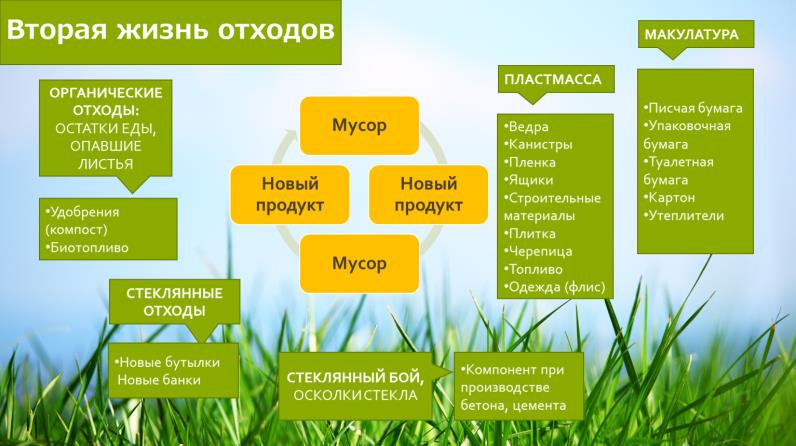 Вторая жизнь отходов
ОРГАНИЧЕСКИЕ
ОТХОДЫ:
ОСТАТКИ ЕДЫ,
ОПАВШИЕ
ЛИСТЬЯ
•Удобрения
(компост)
•Биотопливо
СТЕКЛЯННЫЕ
ОТХОДЫ
•Новые бутылки
Новые банки
Мусор
Новый
продукт
Новый
продукт
Мусор
СТЕКЛЯННЫЙ БОЙ,
ОСКОЛКИ СТЕКЛА
•Компонент при
производстве
бетона, цемента
ПЛАСТМАССА
•Ведра
•Канистры
•Пленка
•Ящики
•Строительные
материалы
•Плитка
•Черепица
•Топливо
•Одежда (флис)
МАКУЛАТУРА
•Писчая бумага
•Упаковочная
бумага
•Туалетная
бумага
•Картон
•Утеплители